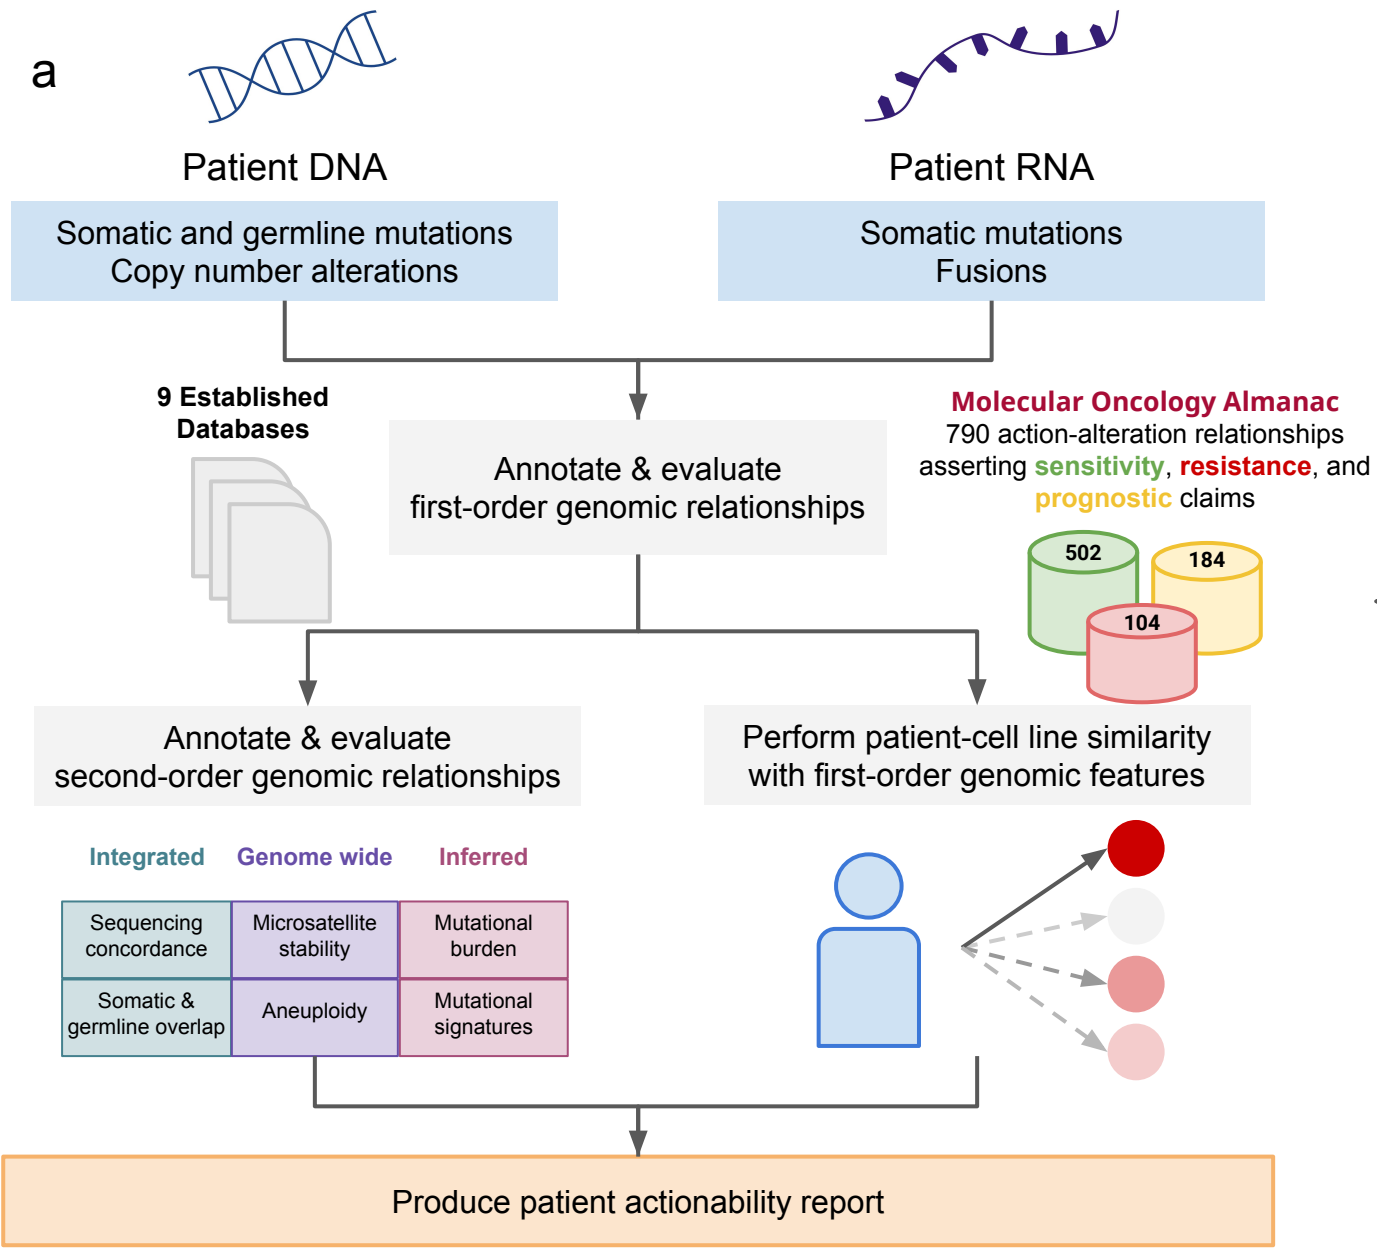 a
Patient DNA
Patient RNA
Somatic and germline mutations
Copy number alterations
Somatic mutations
Fusions
9 Established
Databases
Annotate & evaluate
first-order genomic relationships
Molecular Oncology Almanac
790 action-alteration relationships
asserting sensitivity, resistance, and
prognostic claims
502
184
104
Annotate & evaluate
second-order genomic relationships
Perform patient-cell line similarity
with first-order genomic features
Integrated
Genome wide
Inferred
Sequencing
concordance
Microsatellite
stability
Mutational
burden
Somatic &
germline overlap
Aneuploidy
Mutational
signatures
Produce patient actionability report